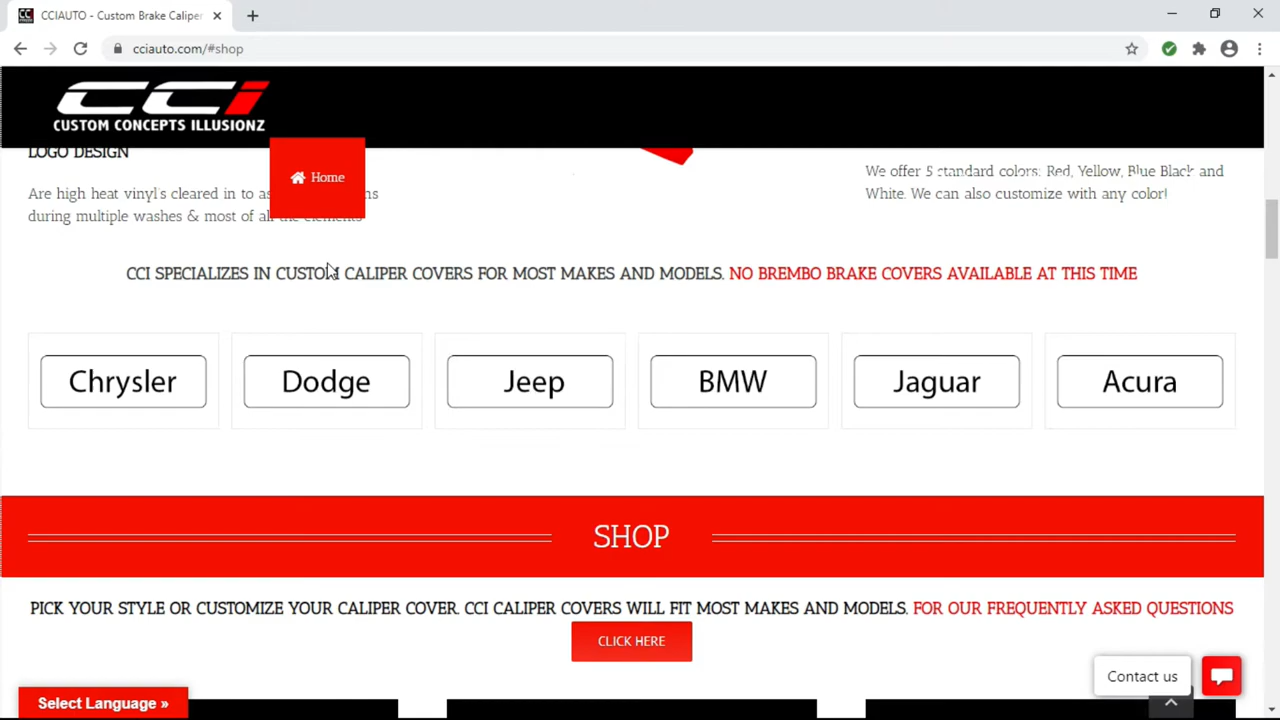 CCIAUTO - Custom Brake Caliper
cciauto.com/#shop
CCi
CUSTOM CONCEPTS ILLUSIONZ
Home
LOGO DESIGN
Are high heat vinyl's cleared in to as
during multiple washes & most of all the elements
We offer 5 standard colors: Red, Yellow, Blue Black and
White. We can also customize with any color!
CCI SPECIALIZES IN CUSTOM CALIPER COVERS FOR MOST MAKES AND MODELS. NO BREMBO BRAKE COVERS AVAILABLE AT THIS TIME
Chrysler
Dodge
Jeep
BMW
Jaguar
Acura
SHOP
PICK YOUR STYLE OR CUSTOMIZE YOUR CALIPER COVER. CCI CALIPER COVERS WILL FIT MOST MAKES AND MODELS. FOR OUR FREQUENTLY ASKED QUESTIONS
CLICK HERE
Contact us
Select Language »